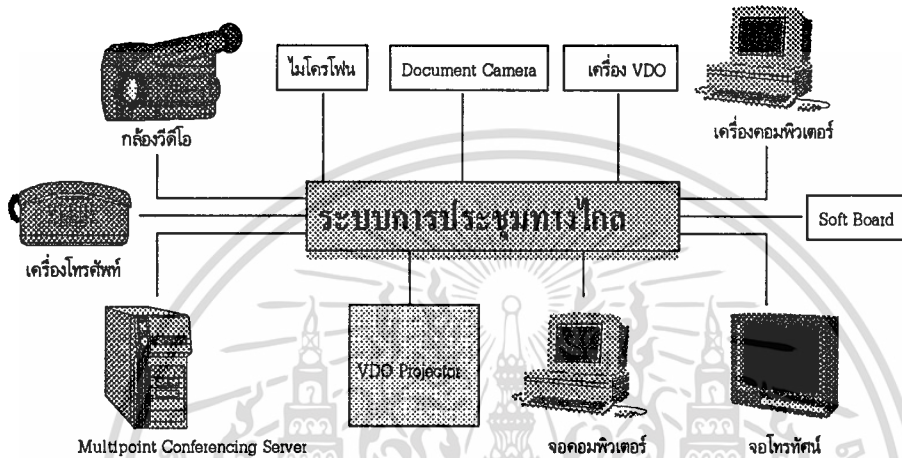 ไมโครโฟน
Document Camera
เครื่อง VDO
กล้องวีดีโอ
เครื่องคอมพิวเตอร์
ระบบการประชุมทางไกล
Soft Board
เครื่องโทรศัพท์
VDO Projector
Multipoint Conferencing Server
จอคอมพิวเตอร์
จอโทรทัศน์